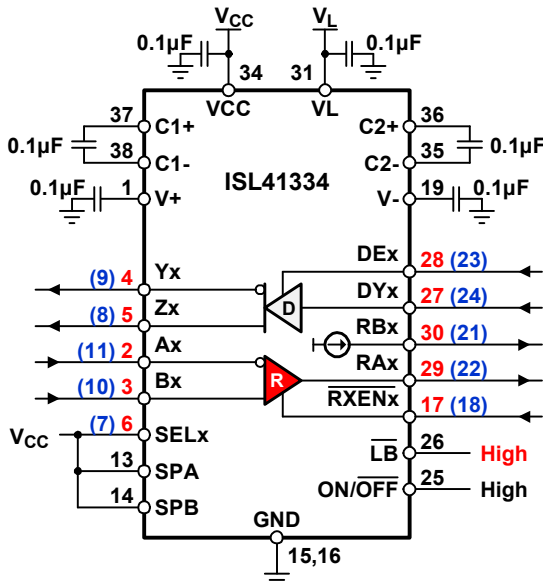 VCC VL
0.1µF 0.1µF
34 31
VCC VL
37 C1+ C2+ 36
0.1µF 0.1µF
38 C1- C2- 35
ISL41334
0.1µF 0.1µF
1 V+ V- 19
DEx 28 (23)
(9) 4 Yx
D
DYx 27 (24)
(8) 5 Zx
RBx 30 (21)
(11) 2 Ax
R
RAx 29 (22)
(10) 3 Bx
RXENx 17 (18)
VCC (7) 6 SELx
LB 26 High
13 SPA
ON/OFF 25 High
14 SPB
GND
15,16